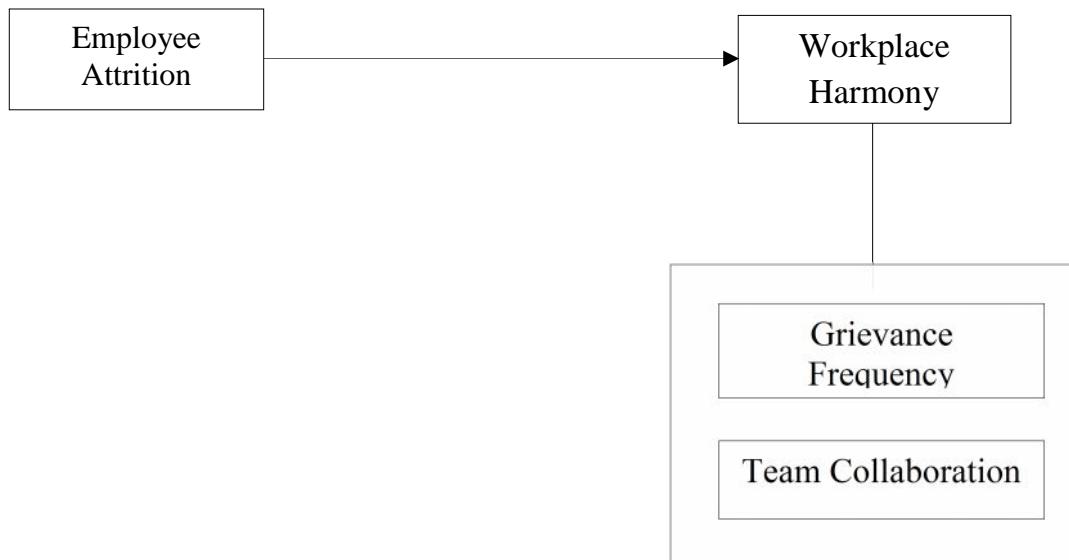 Employee
Attrition
Workplace
Harmony
Grievance
Frequency
Team Collaboration